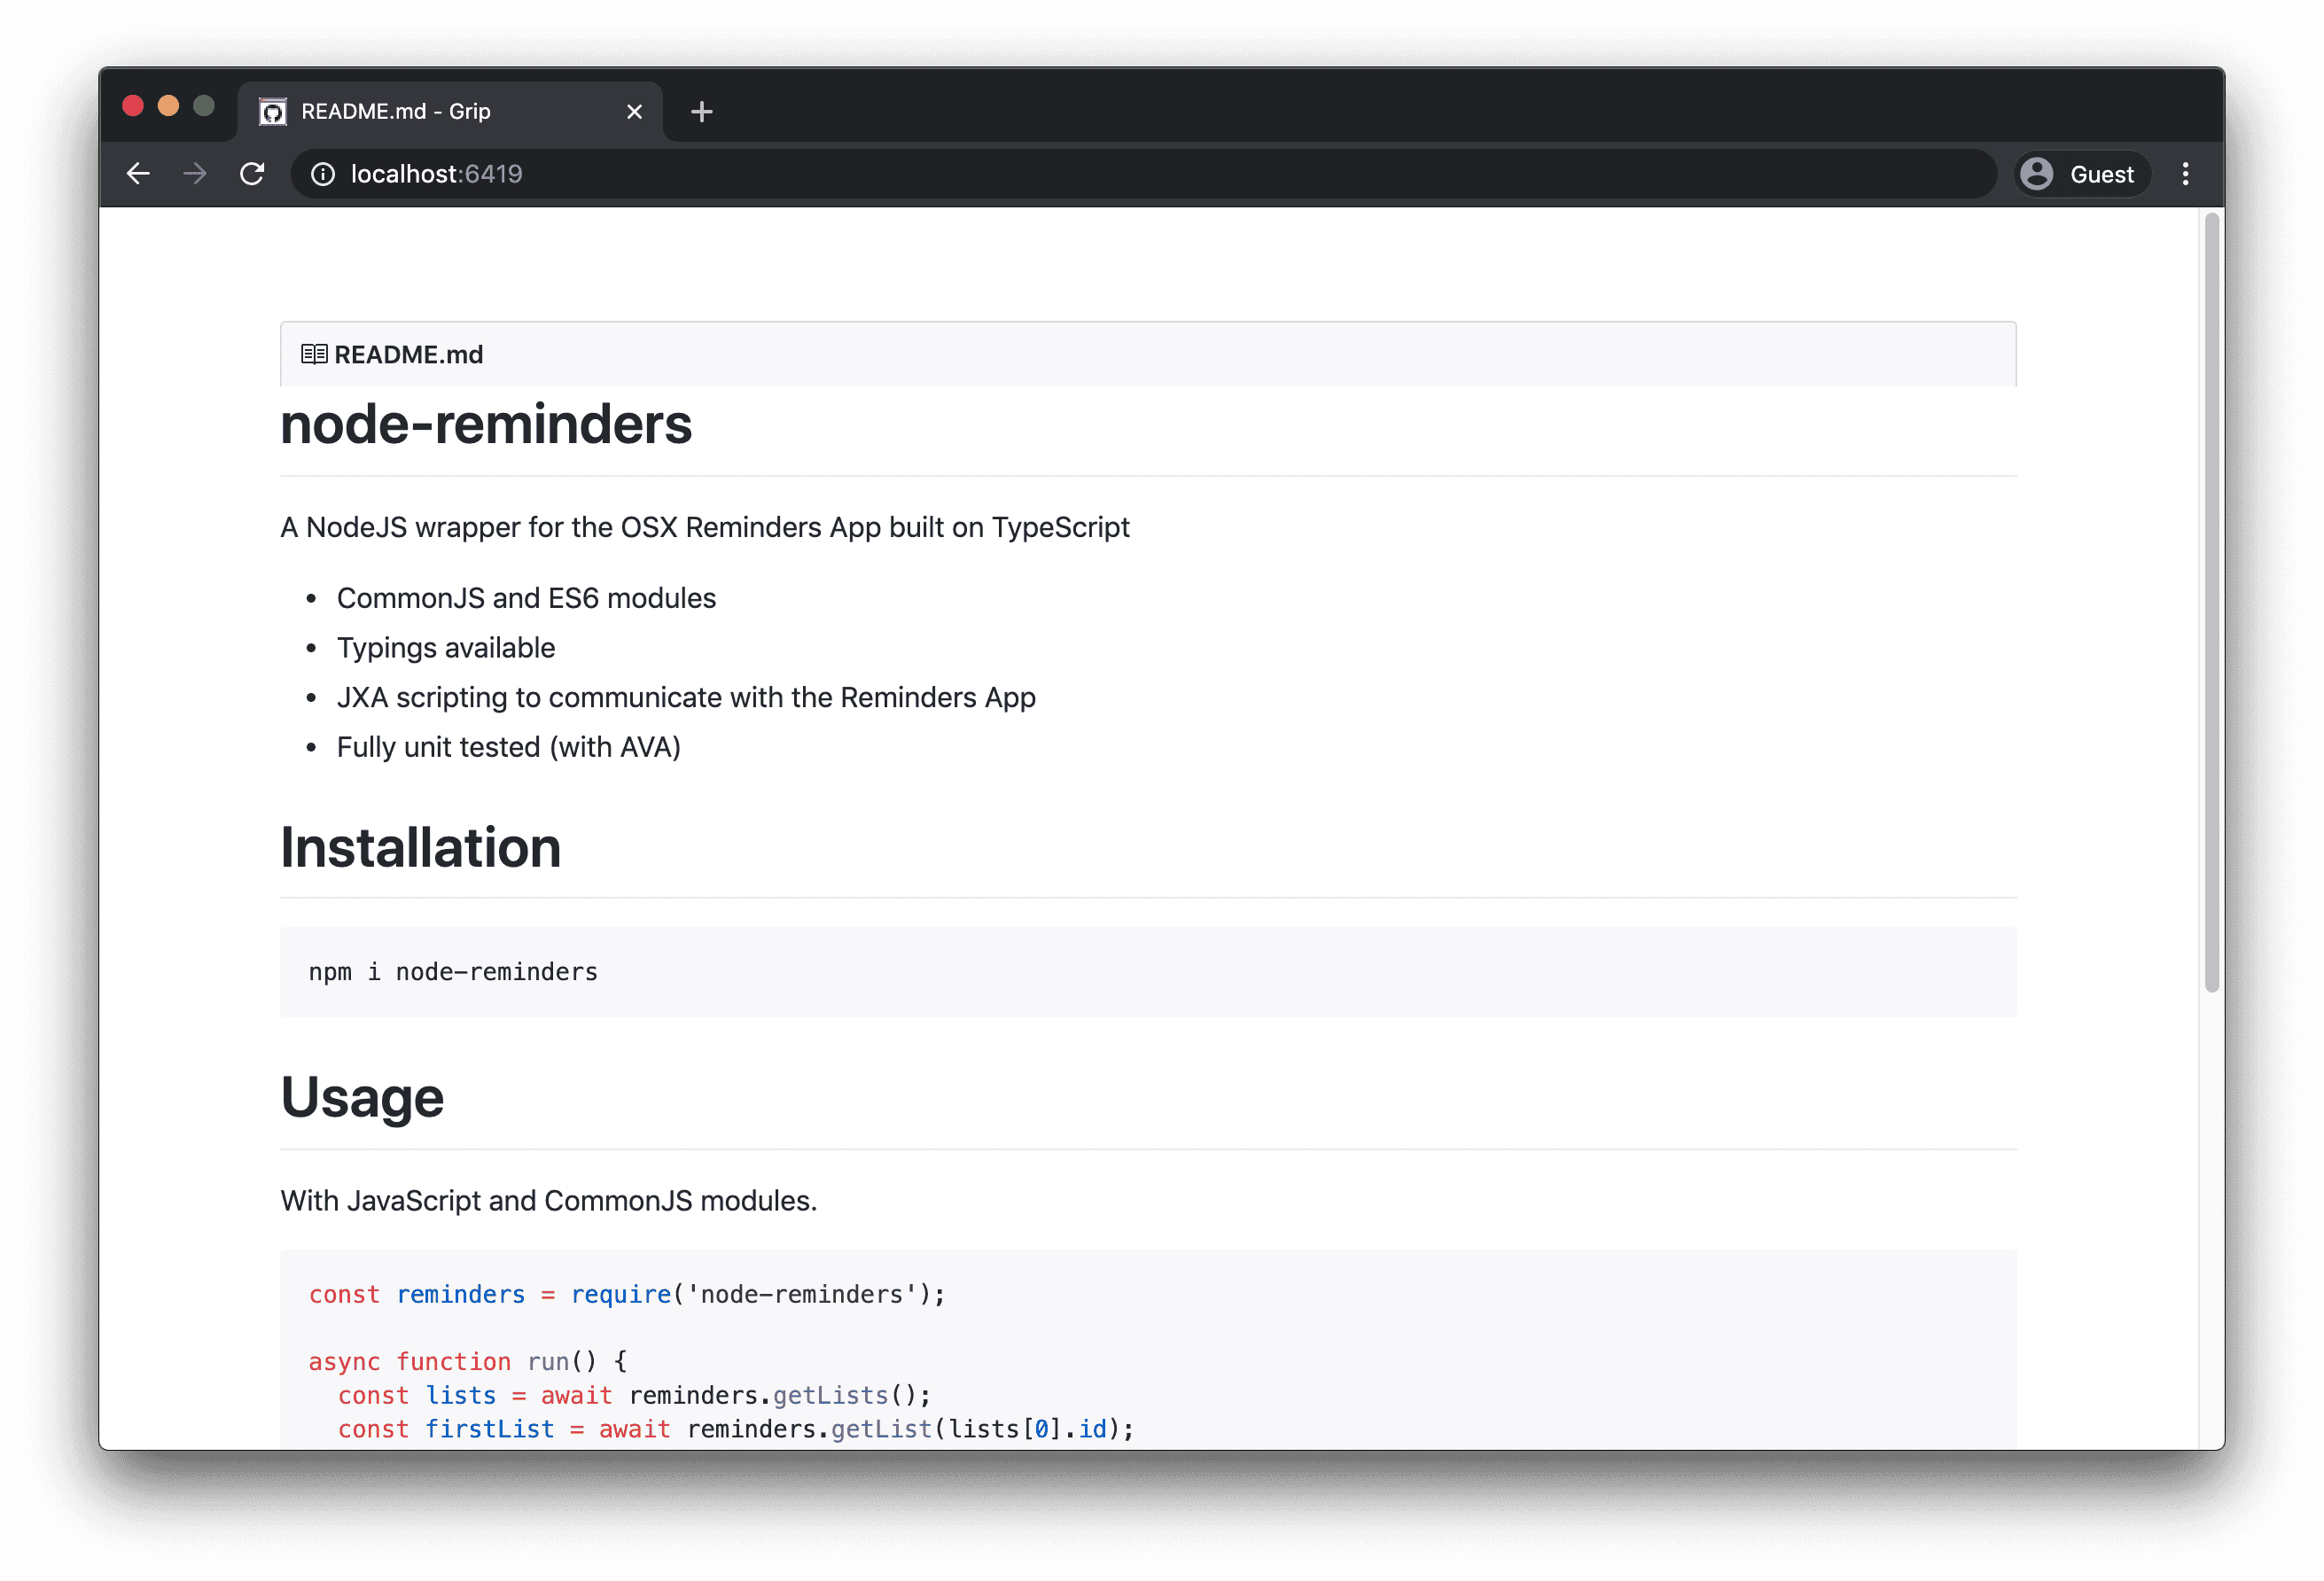 README.md - Grip
localhost:6419
Guest
README.md
node-reminders
A NodeJS wrapper for the OSX Reminders App built on TypeScript
• CommonJS and ES6 modules
• Typings available
• JXA scripting to communicate with the Reminders App
• Fully unit tested (with AVA)
Installation
npm i node-reminders
Usage
With JavaScript and CommonJS modules.
const reminders = require('node-reminders');
async function run() {
  const lists = await reminders.getLists();
  const firstList = await reminders.getList(lists[0].id);